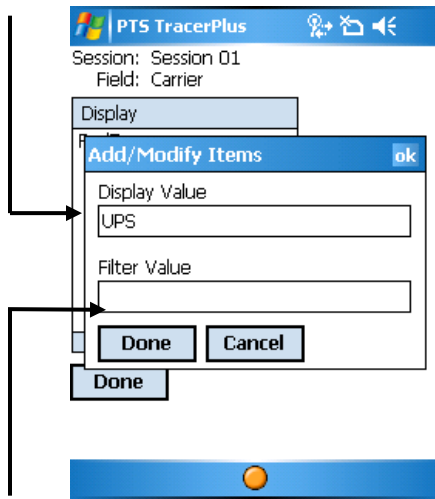 PTS TracerPlus
Session: Session 01
Field: Carrier
Display
Add/Modify Items ok
Display Value
UPS
Filter Value
Done Cancel
Done